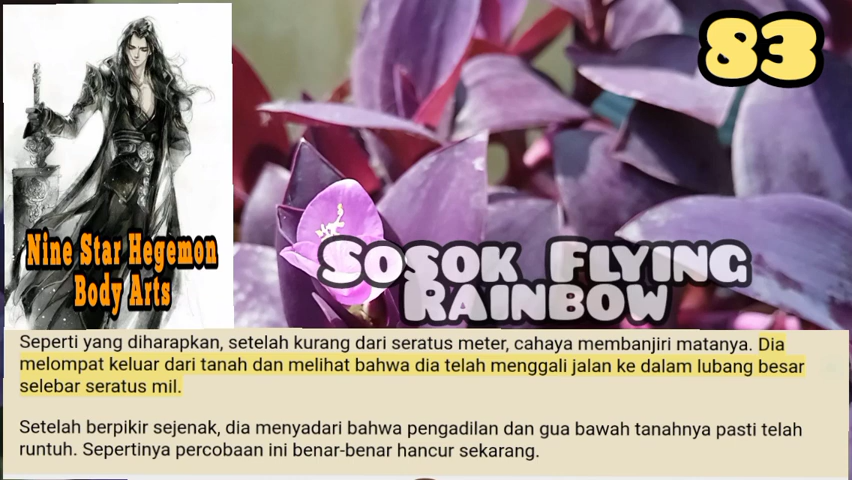 83
Nine Star Hegemon
Body Arts
Sosok Flying
Rainbow
Seperti yang diharapkan, setelah kurang dari seratus meter, cahaya membanjiri matanya. Dia
melompat keluar dari tanah dan melihat bahwa dia telah menggali jalan ke dalam lubang besar
selebar seratus mil.
Setelah berpikir sejenak, dia menyadari bahwa pengadilan dan gua bawah tanahnya pasti telah
runtuh. Sepertinya percobaan ini benar-benar hancur sekarang.